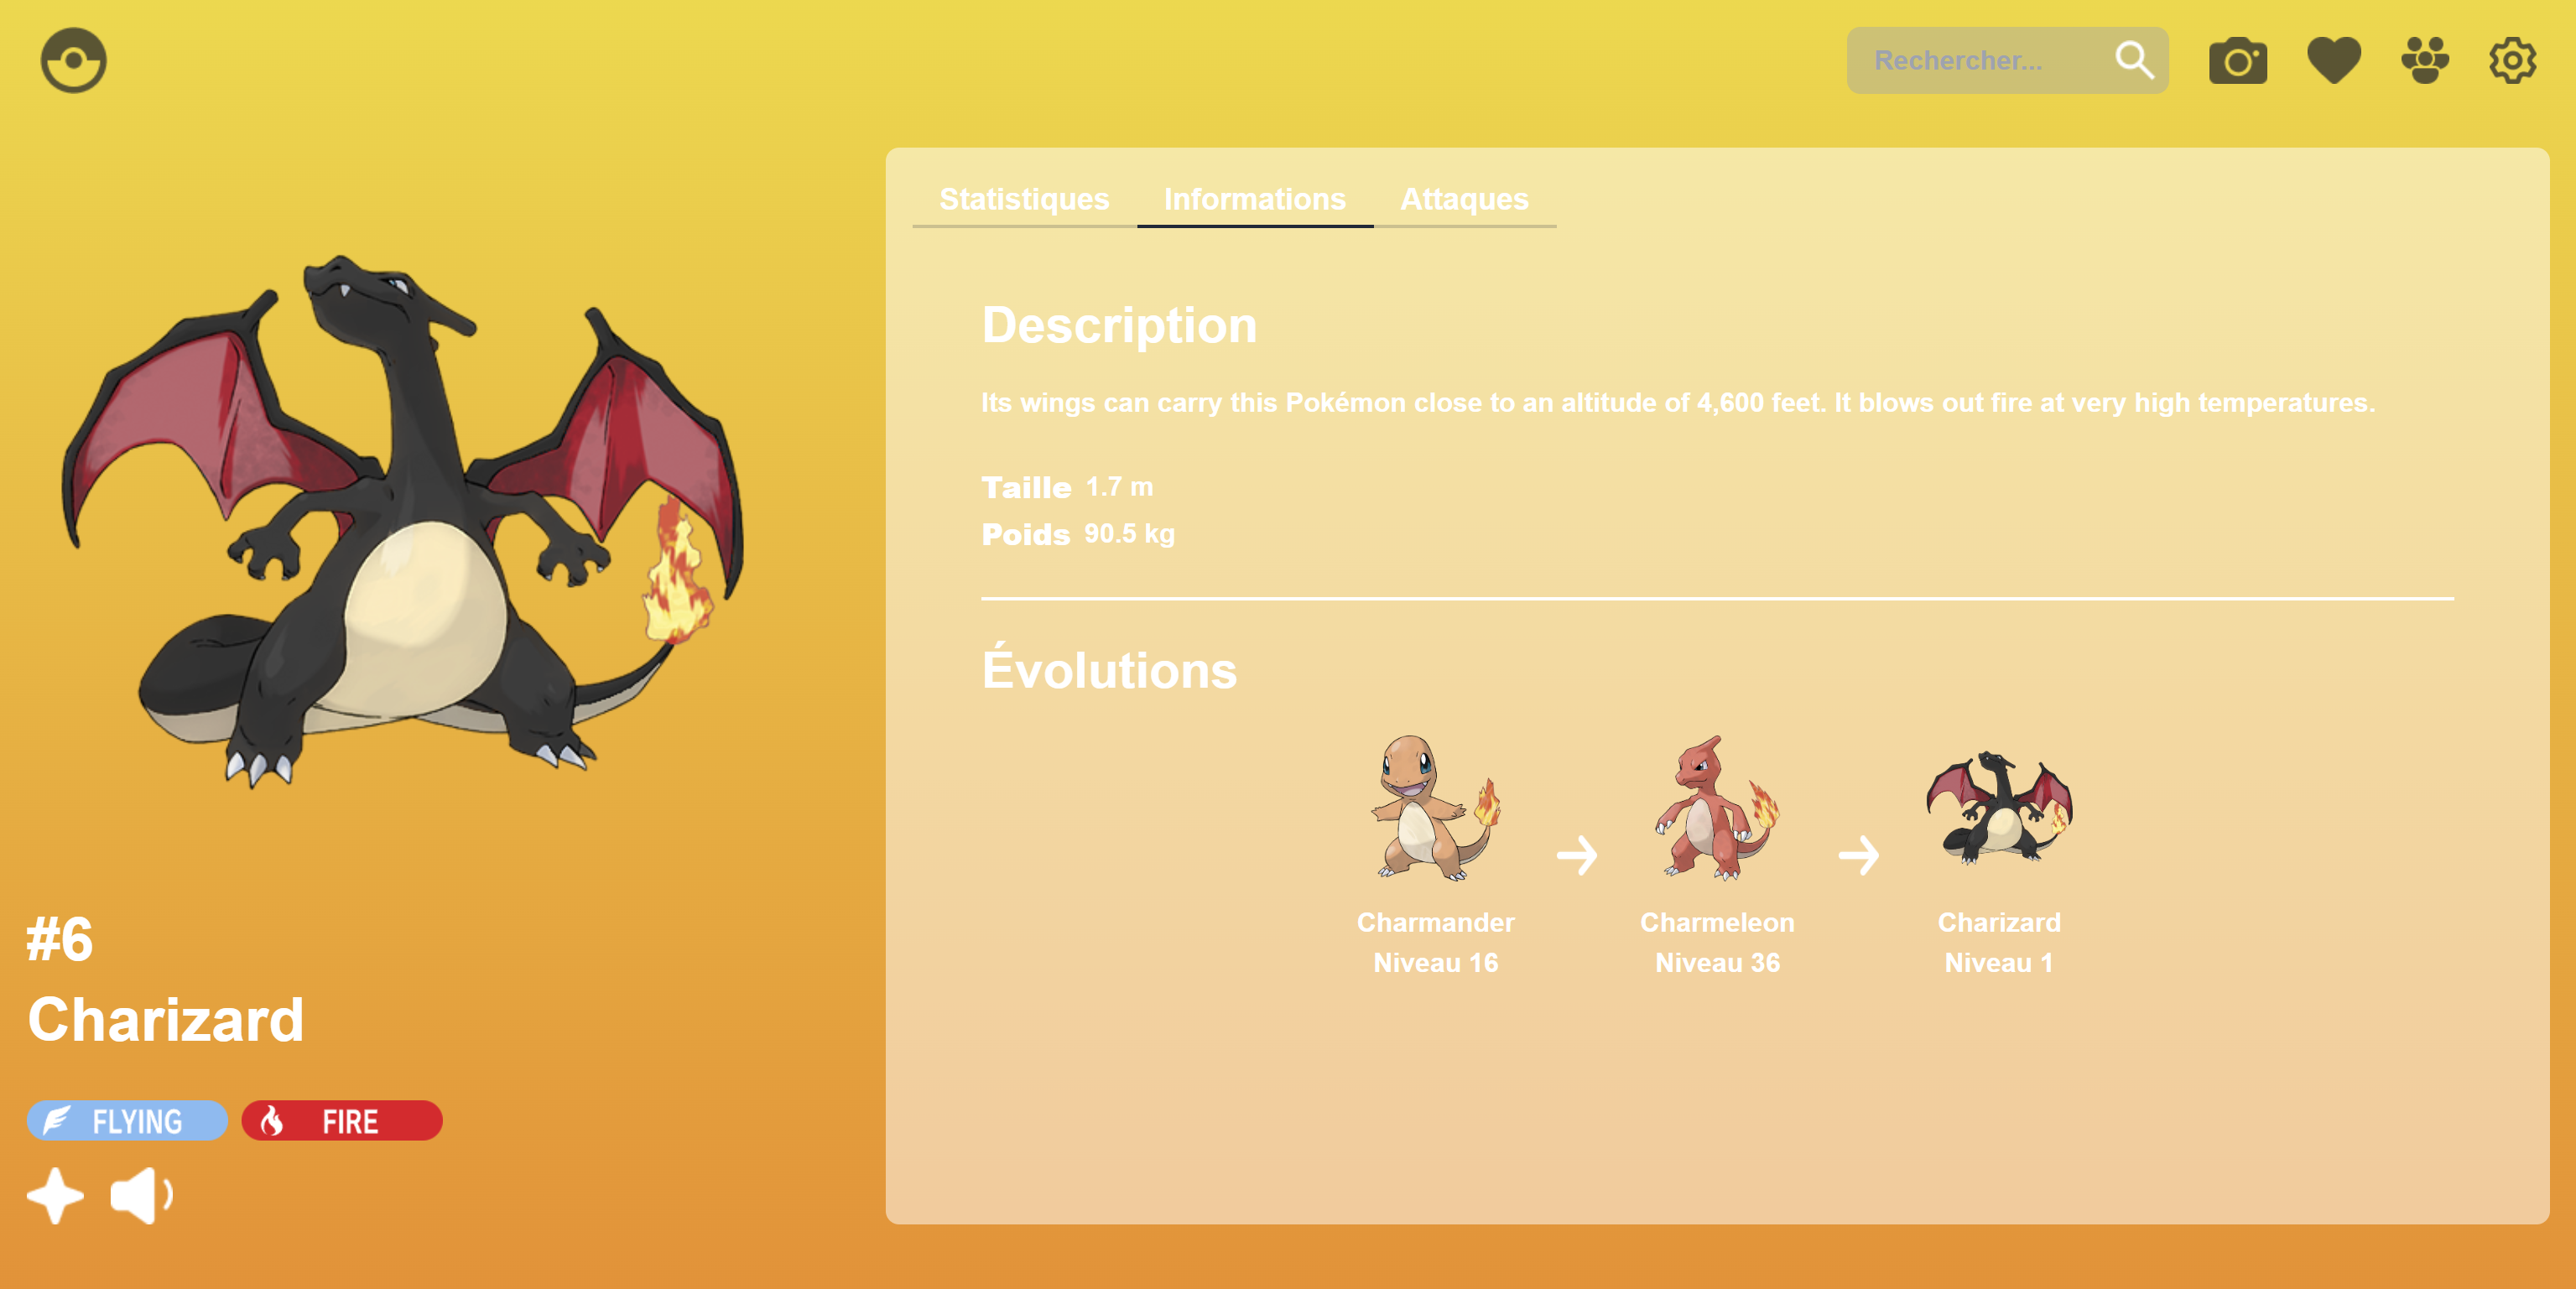 Rechercher...
Statistiques Informations Attaques
Description
Its wings can carry this Pokémon close to an altitude of 4,600 feet. It blows out fire at very high temperatures.
Taille 1.7 m
Poids 90.5 kg
Évolutions
Charmander Charmeleon Charizard
Niveau 16 Niveau 36 Niveau 1
#6
Charizard
FLYING FIRE